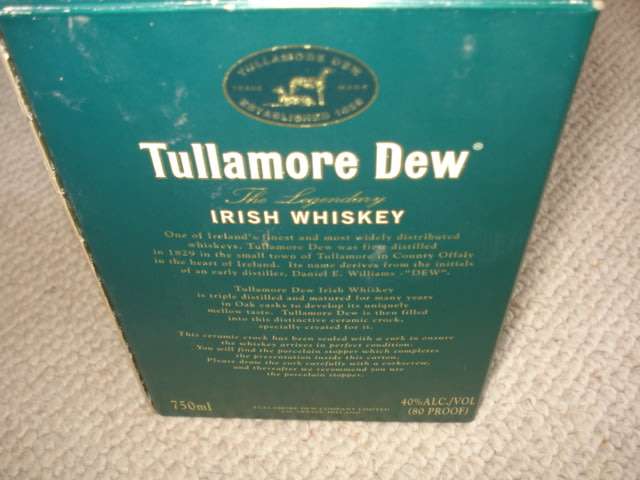 TULLAMORE DEW
TRADE MARK
ESTABLISHED 1829
Tullamore Dew®
The Legendary
IRISH WHISKEY
One of Ireland's finest and most widely distributed
whiskeys, Tullamore Dew was first distilled
in 1829 in the small town of Tullamore in County Offaly
in the heart of Ireland. Its name derives from the initials
of an early distiller, Daniel E. Williams -"DEW".
Tullamore Dew Irish Whiskey
is triple distilled and matured for many years
in Oak casks to develop its uniquely
mellow taste. Tullamore Dew is then filled
into this distinctive ceramic crock,
specially created for it.
This ceramic crock has been sealed with a cork to ensure
the whiskey arrives in perfect condition.
You will find the porcelain stopper which completes
the presentation inside this carton.
Please draw the cork carefully with a corkscrew,
and thereafter we recommend you use
the porcelain stopper.
750ml
TULLAMORE DEW COMPANY LIMITED
40%ALC./VOL
(80 PROOF)